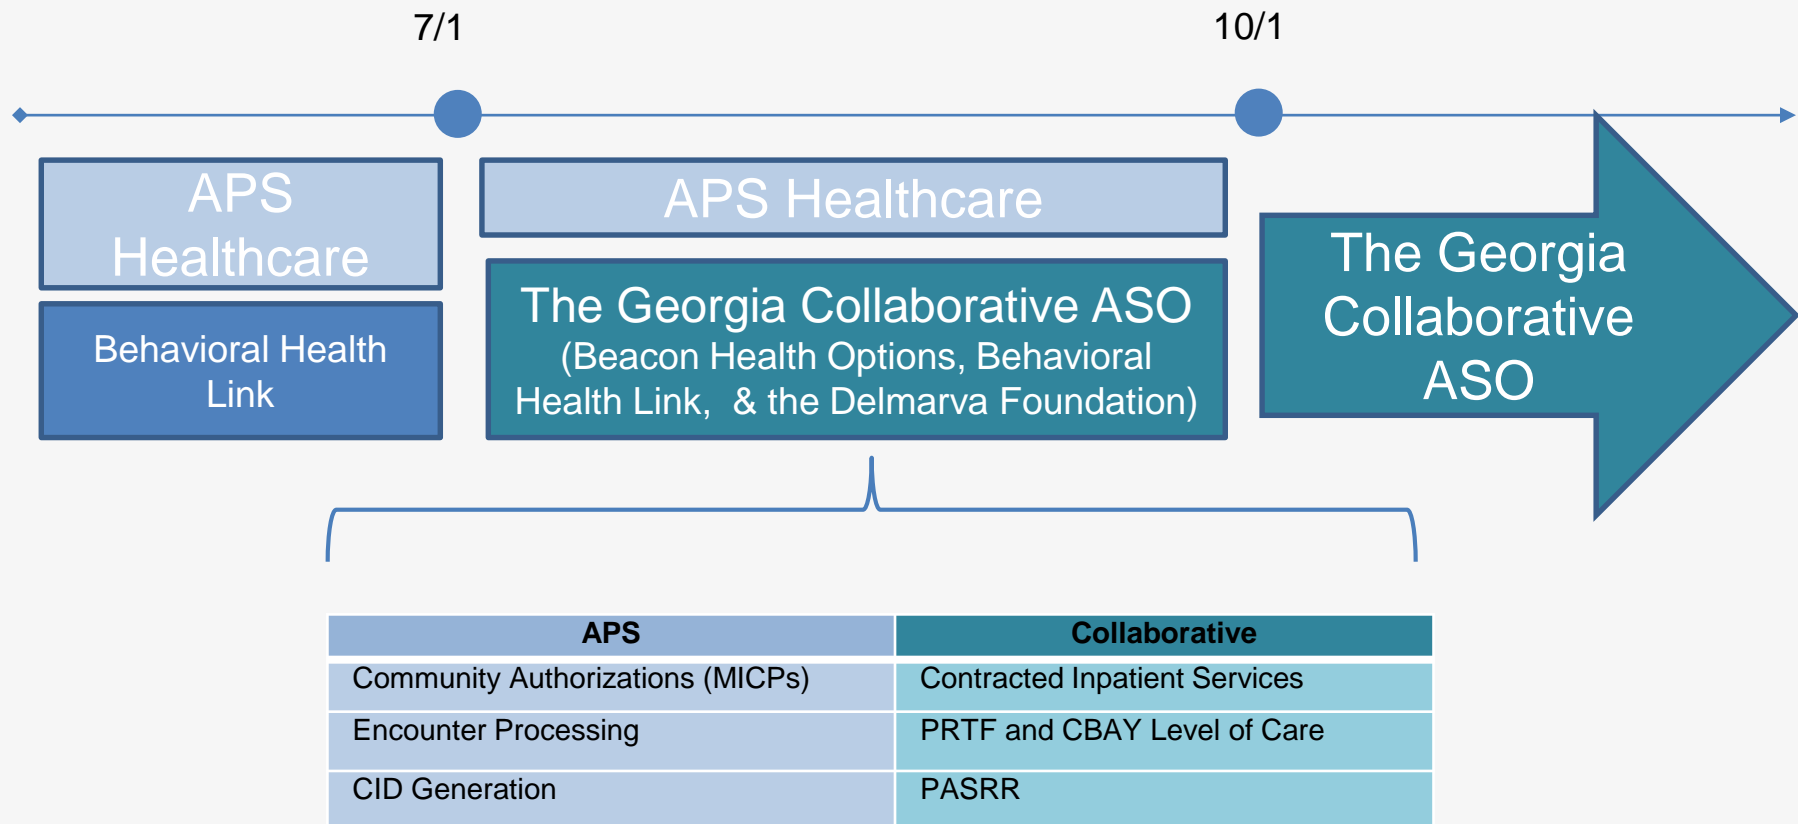 7/1
10/1
APS
Healthcare
Behavioral Health
Link
APS Healthcare
The Georgia Collaborative ASO
(Beacon Health Options, Behavioral
Health Link,  & the Delmarva Foundation)
The Georgia
Collaborative
ASO
APS
Collaborative
Community Authorizations (MICPs)
Contracted Inpatient Services
Encounter Processing
PRTF and CBAY Level of Care
CID Generation
PASRR